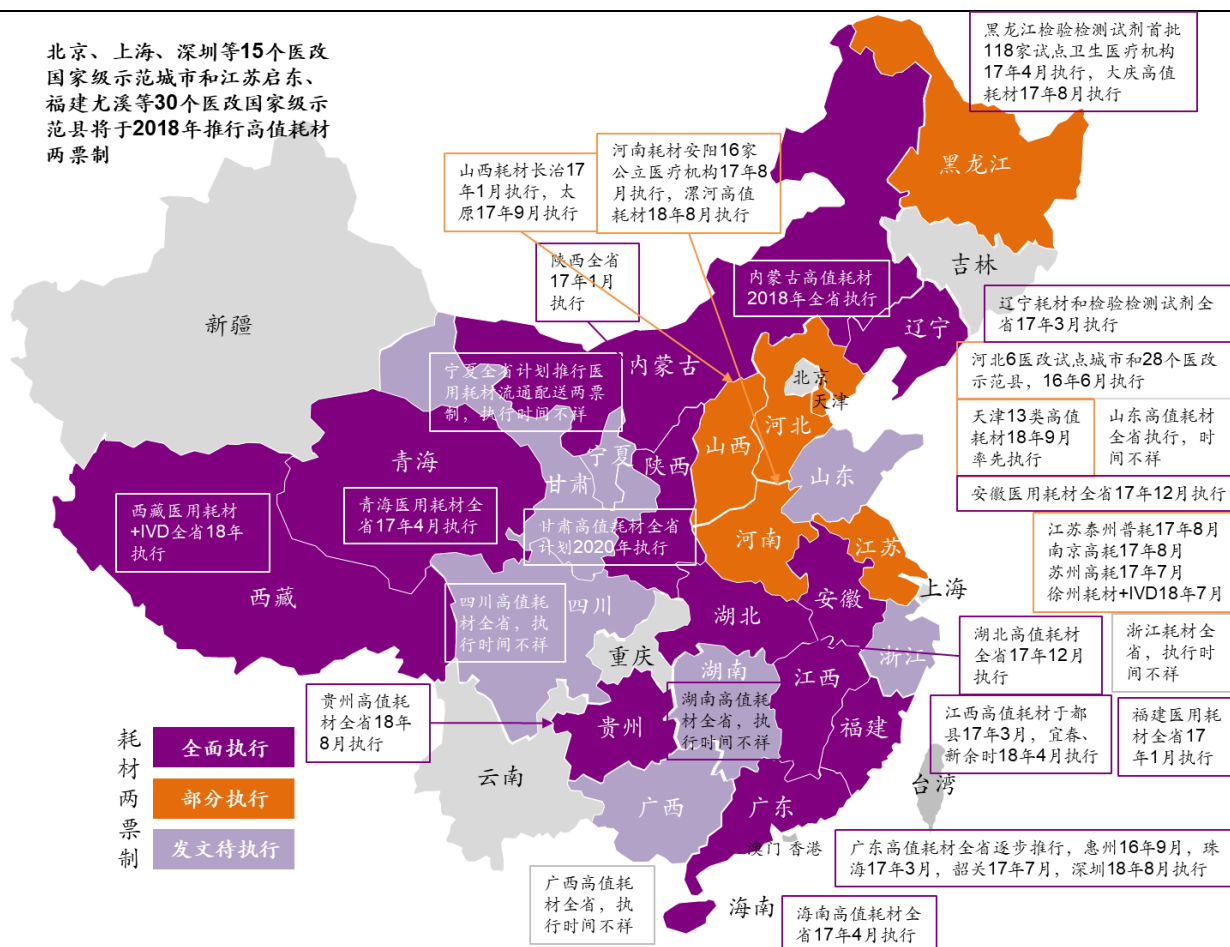 北京、上海、深圳等15个医改
国家级示范城市和江苏启东、
福建尤溪等30个医改国家级示
范县将于2018年推行高值耗材
两票制
黑龙江检验检测试剂首批
118家试点卫生医疗机构
17年4月执行，大庆高值
耗材17年8月执行
山西耗材长治17
年1月执行，太
原17年9月执行
河南耗材安阳16家
公立医疗机构17年8
月执行，漯河高值
耗材18年8月执行
黑龙江
吉林
陕西全省
17年1月
执行
内蒙古高值耗材
2018年全省执行
辽宁耗材和检验检测试剂全
省17年3月执行
辽宁
新疆
内蒙古
宁夏全省计划推行医
用耗材流通配送两票
制，执行时间不祥
北京
天津
河北6医改试点城市和28个医改
示范县，16年6月执行
天津13类高值
耗材18年9月
率先执行
山东高值耗材
全省执行，时
间不祥
山西
河北
山东
青海
宁夏
陕西
甘肃
安徽医用耗材全省17年12月执行
西藏医用耗材
+IVD全省18年
执行
青海医用耗材全
省17年4月执行
甘肃高值耗材全省
计划2020年执行
河南
江苏
江苏泰州普耗17年8月
南京高耗17年8月
苏州高耗17年7月
徐州耗材+IVD18年7月
西藏
四川高值耗
材全省，执
行时间不祥
四川
湖北
安徽
上海
重庆
湖南
江西
浙江
湖北高值耗材
全省17年12月
执行
浙江耗材全
省，执行时
间不祥
贵州高值耗
材全省18年
8月执行
贵州
湖南高值耗
材全省，执
行时间不祥
福建
江西高值耗材于都
县17年3月，宜春、
新余时18年4月执行
福建医用耗
材全省17
年1月执行
耗材两票制
全面执行
部分执行
发文待执行
云南
广西
广东
台湾
澳门 香港
广东高值耗材全省逐步推行，惠州16年9月，珠
海17年3月，韶关17年7月，深圳18年8月执行
广西高值耗
材全省，执
行时间不祥
海南
海南高值耗材全
省17年4月执行